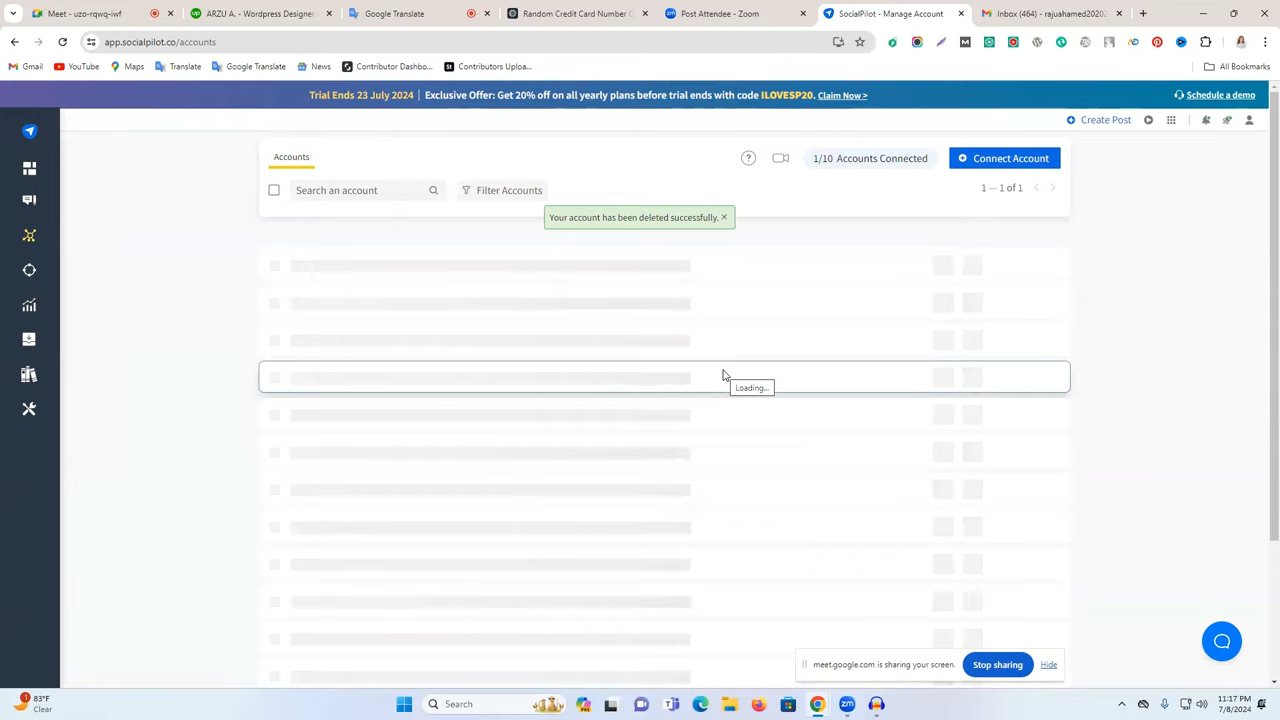 Meet - uzo-rqwq-yof
ARZU - Wordpress Designer
Google Translate
Random Credit Card Number
Post Attendee - Zoom
SocialPilot - Manage Account
Inbox (464) - rajuahamed2020
app.socialpilot.co/accounts
Gmail
YouTube
Maps
Translate
Google Translate
News
Contributor Dashbo...
Contributors Uploa...
All Bookmarks
Trial Ends 23 July 2024
Exclusive Offer: Get 20% off on all yearly plans before trial ends with code ILOVESP20. Claim Now >
Schedule a demo
Create Post
Accounts
1/10 Accounts Connected
Connect Account
Search an account
Filter Accounts
1 — 1 of 1
Your account has been deleted successfully. ×
Loading...
meet.google.com is sharing your screen.
Stop sharing
Hide
83°F
Clear
Search
11:17 PM
7/8/2024